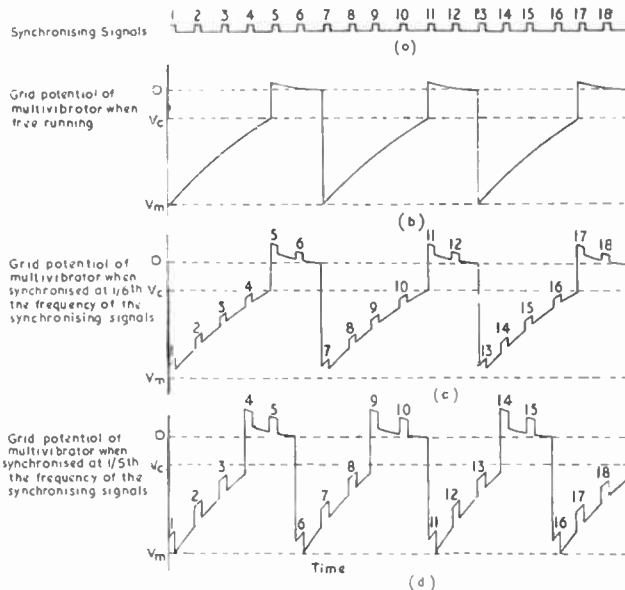 1 2 3 4 5 6 7 8 9 10 11 12 13 14 15 16 17 18
Synchronising Signals
(a)
Grid potential of
multivibrator when
free running
O
Vc
Vm
(b)
Grid potential of
multivibrator when
synchronised at 1/6th
the frequency of the
synchronising signals
O
Vc
Vm
2 3 4 5 6 7 8 9 10 11 12 13 14 15 16 17 18
(c)
Grid potential of
multivibrator when
synchronised at 1/5th
the frequency of the
synchronising signals
O
Vc
Vm
1 2 3 4 5 6 7 8 9 10 11 12 13 14 15 16 17 18
Time
(d)